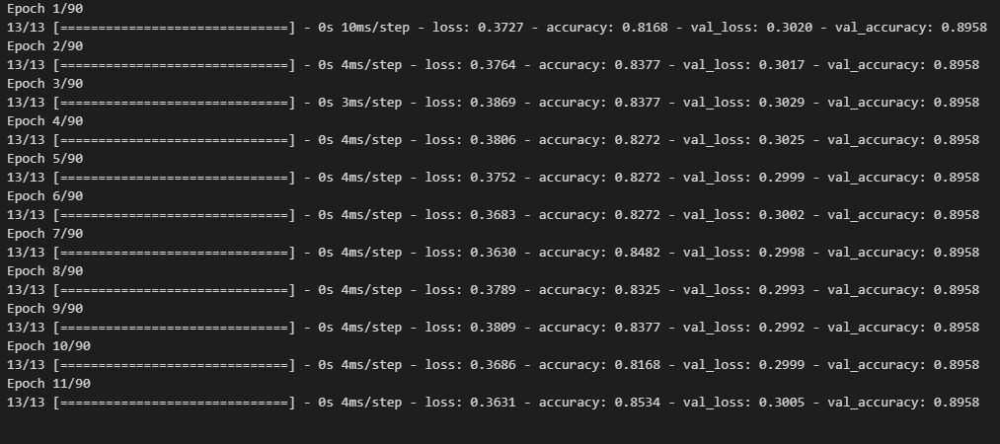 Epoch 1/90
13/13 [==============================] - 0s 10ms/step - loss: 0.3727 - accuracy: 0.8168 - val_loss: 0.3020 - val_accuracy: 0.8958
Epoch 2/90
13/13 [==============================] - 0s 4ms/step - loss: 0.3764 - accuracy: 0.8377 - val_loss: 0.3017 - val_accuracy: 0.8958
Epoch 3/90
13/13 [==============================] - 0s 3ms/step - loss: 0.3869 - accuracy: 0.8377 - val_loss: 0.3029 - val_accuracy: 0.8958
Epoch 4/90
13/13 [==============================] - 0s 4ms/step - loss: 0.3806 - accuracy: 0.8272 - val_loss: 0.3025 - val_accuracy: 0.8958
Epoch 5/90
13/13 [==============================] - 0s 4ms/step - loss: 0.3752 - accuracy: 0.8272 - val_loss: 0.2999 - val_accuracy: 0.8958
Epoch 6/90
13/13 [==============================] - 0s 4ms/step - loss: 0.3683 - accuracy: 0.8272 - val_loss: 0.3002 - val_accuracy: 0.8958
Epoch 7/90
13/13 [==============================] - 0s 4ms/step - loss: 0.3630 - accuracy: 0.8482 - val_loss: 0.2998 - val_accuracy: 0.8958
Epoch 8/90
13/13 [==============================] - 0s 4ms/step - loss: 0.3789 - accuracy: 0.8325 - val_loss: 0.2993 - val_accuracy: 0.8958
Epoch 9/90
13/13 [==============================] - 0s 4ms/step - loss: 0.3809 - accuracy: 0.8377 - val_loss: 0.2992 - val_accuracy: 0.8958
Epoch 10/90
13/13 [==============================] - 0s 4ms/step - loss: 0.3686 - accuracy: 0.8168 - val_loss: 0.2999 - val_accuracy: 0.8958
Epoch 11/90
13/13 [==============================] - 0s 4ms/step - loss: 0.3631 - accuracy: 0.8534 - val_loss: 0.3005 - val_accuracy: 0.8958